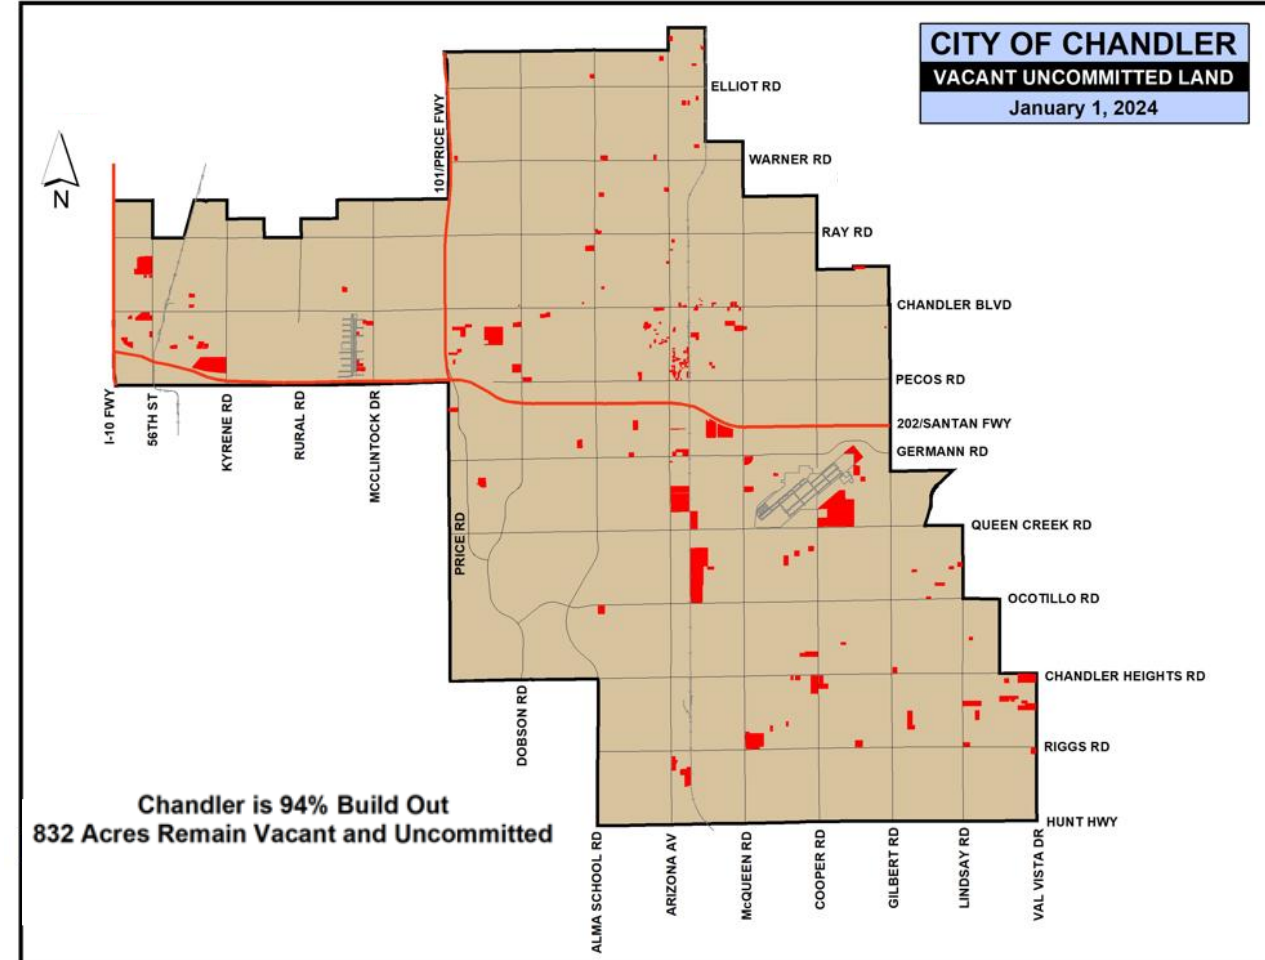 CITY OF CHANDLER
VACANT UNCOMMITTED LAND
January 1, 2024
N
101/PRICE FWY
ELLIOT RD
WARNER RD
RAY RD
CHANDLER BLVD
PECOS RD
202/SANTAN FWY
GERMANN RD
I-10 FWY
56TH ST
KYRENE RD
RURAL RD
MCCLINTOCK DR
PRICE RD
QUEEN CREEK RD
OCOTILLO RD
CHANDLER HEIGHTS RD
DOBSON RD
RIGGS RD
Chandler is 94% Build Out
832 Acres Remain Vacant and Uncommitted
HUNT HWY
ALMA SCHOOL RD
ARIZONA AV
McQUEEN RD
COOPER RD
GILBERT RD
LINDSAY RD
VAL VISTA DR